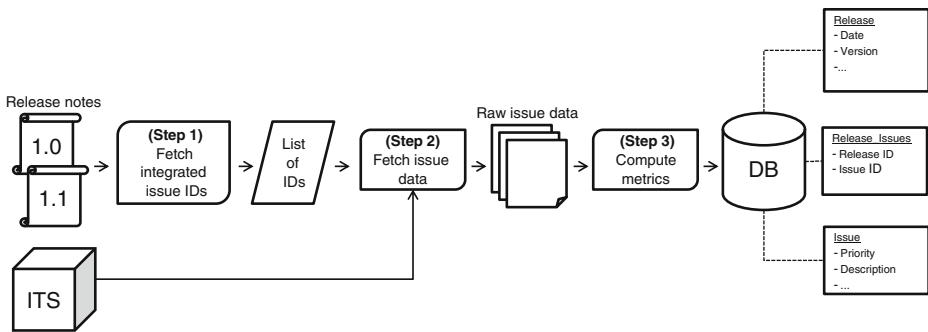 Release notes
1.0
1.1
ITS
(Step 1)
Fetch
integrated
issue IDs
List
of
IDs
(Step 2)
Fetch issue
data
Raw issue data
(Step 3)
Compute
metrics
DB
Release
- Date
- Version
-...
Release_Issues
- Release ID
- Issue ID
Issue
- Priority
- Description
- ...